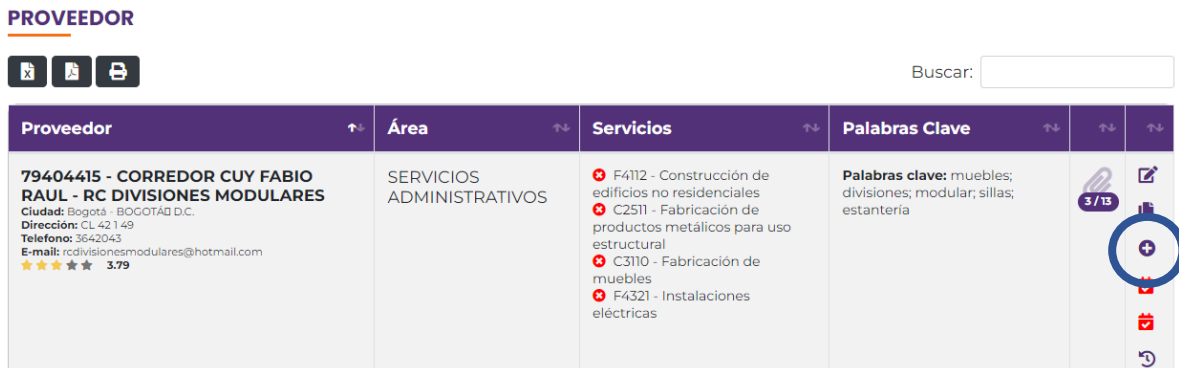 PROVEEDOR
Buscar:
Proveedor Área Servicios Palabras Clave
79404415 - CORREDOR CUY FABIO
RAUL - RC DIVISIONES MODULARES
Ciudad: Bogotá - BOGOTÁ� D.C.
Dirección: CL 42 1 49
Telefono: 3642043
E-mail: rcdivisionesmodulares@hotmail.com
3.79
SERVICIOS
ADMINISTRATIVOS
F4112 - Construcción de
edificios no residenciales
C2511 - Fabricación de
productos metálicos para uso
estructural
C3110 - Fabricación de
muebles
F4321 - Instalaciones
eléctricas
Palabras clave: muebles;
divisiones; modular; sillas;
estantería
3 / 13